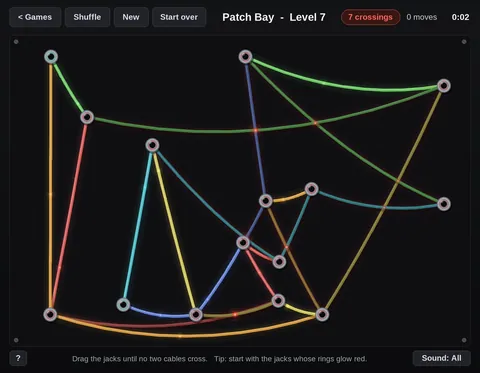 < Games Shuffle New Start over Patch Bay - Level 7 7 crossings 0 moves 0:02
? Drag the jacks until no two cables cross. Tip: start with the jacks whose rings glow red. Sound: All